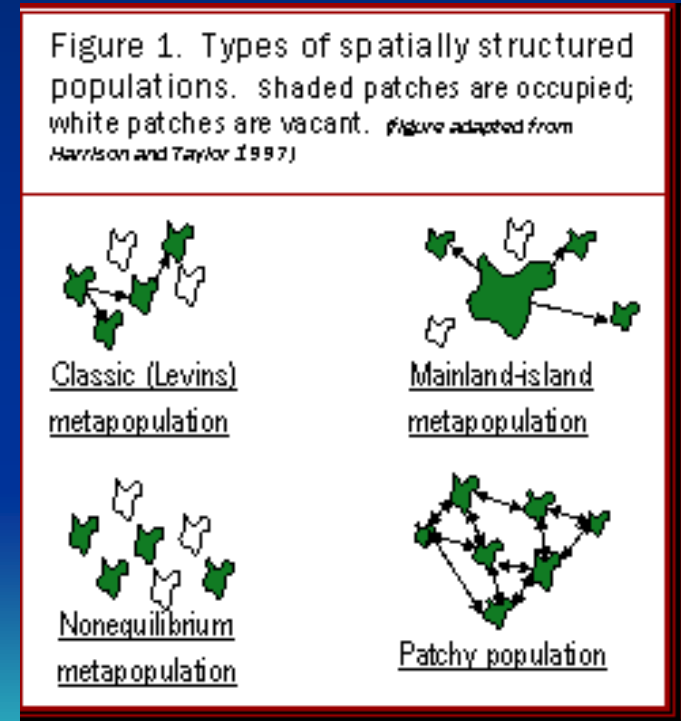 Figure 1. Types of spatially structured
populations. shaded patches are occupied;
white patches are vacant. (figure adapted from
Harrison and Taylor 1997)
Classic (Levins)
metapopulation
Mainland-island
metapopulation
Nonequilibrium
metapopulation
Patchy population